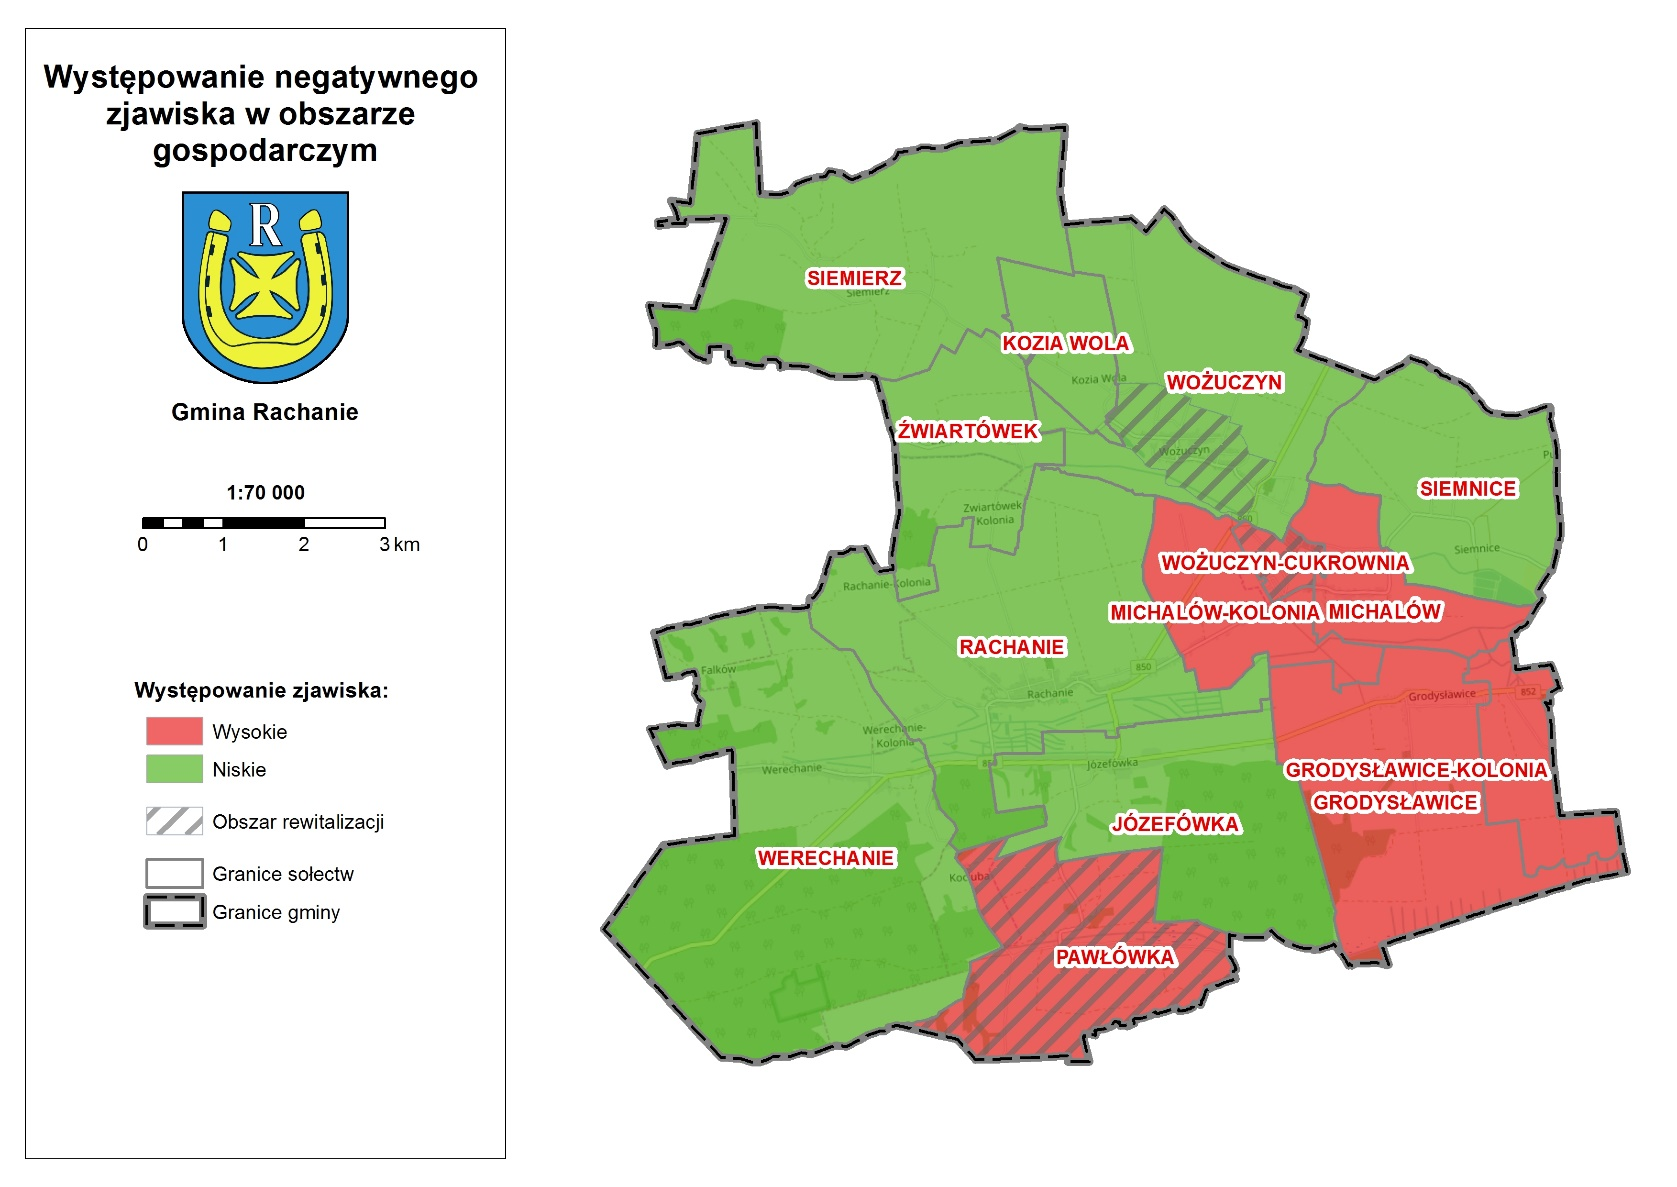 Występowanie negatywnego
zjawiska w obszarze
gospodarczym
R
Gmina Rachanie
1:70 000
0 1 2 3 km
Występowanie zjawiska:
Wysokie
Niskie
Obszar rewitalizacji
Granice sołectw
Granice gminy
SIEMIERZ
Siemierz
KOZIA WOLA
Kozia Wola
WOŻUCZYN
ŹWIARTÓWEK
Wożuczyn
SIEMNICE
Zwiartówek
Kolonia
850
Siemnice
WOŻUCZYN-CUKROWNIA
Rachanie-Kolonia
MICHALÓW-KOLONIA
MICHALÓW
RACHANIE
Falków
850
Rachanie
Grodysławice
852
Werechanie-
Kolonia
Józefówka
Werechanie
GRODYSŁAWICE-KOLONIA
GRODYSŁAWICE
JÓZEFÓWKA
WERECHANIE
PAWŁÓWKA